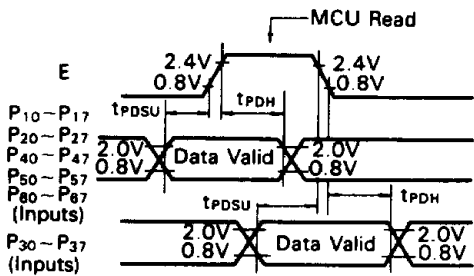 MCU Read
E
2.4V
0.8V
2.4V
0.8V
tPDSU
tPDH
P10~P17
P20~P27
P40~P47
P50~P57
P60~P67
(Inputs)
2.0V
0.8V
Data Valid
2.0V
0.8V
tPDSU
tPDH
P30~P37
(Inputs)
2.0V
0.8V
Data Valid
2.0V
0.8V